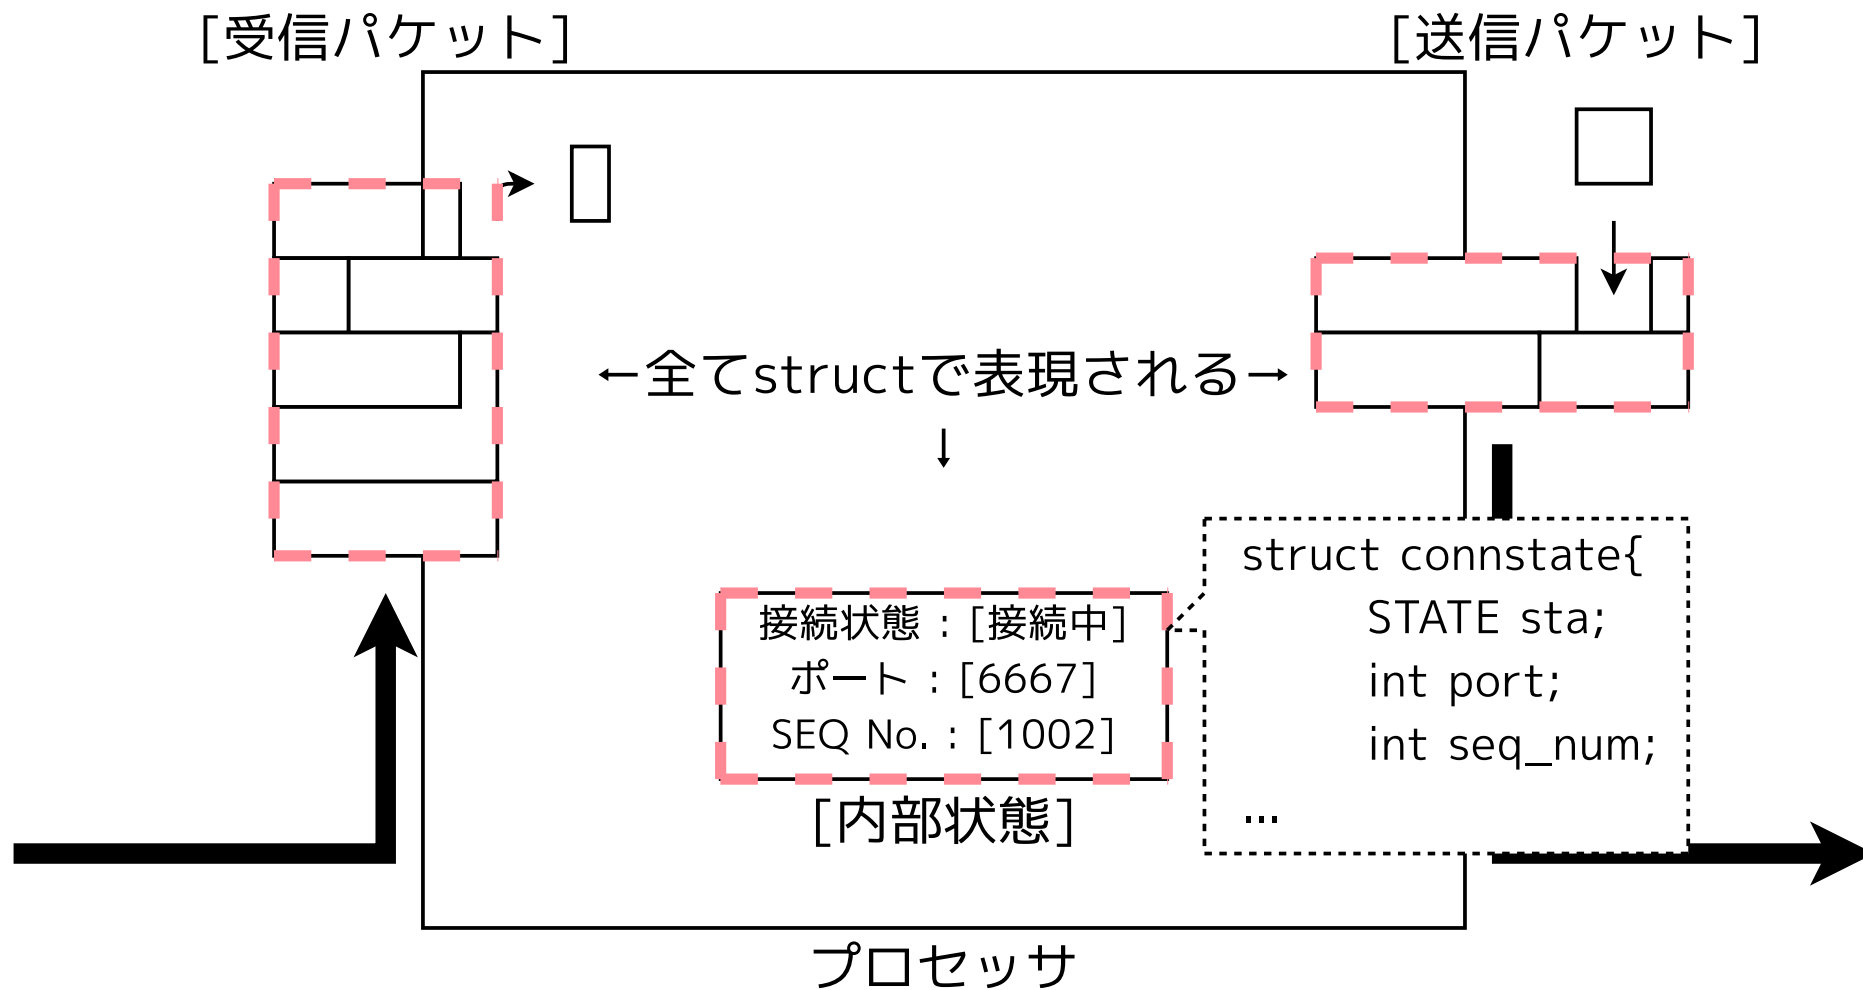 [受信パケット]
[送信パケット]
←全てstructで表現される→
↓
struct connstate{
STATE sta;
int port;
int seq_num;
...
接続状態 : [接続中]
ポート : [6667]
SEQ No. : [1002]
[内部状態]
プロセッサ